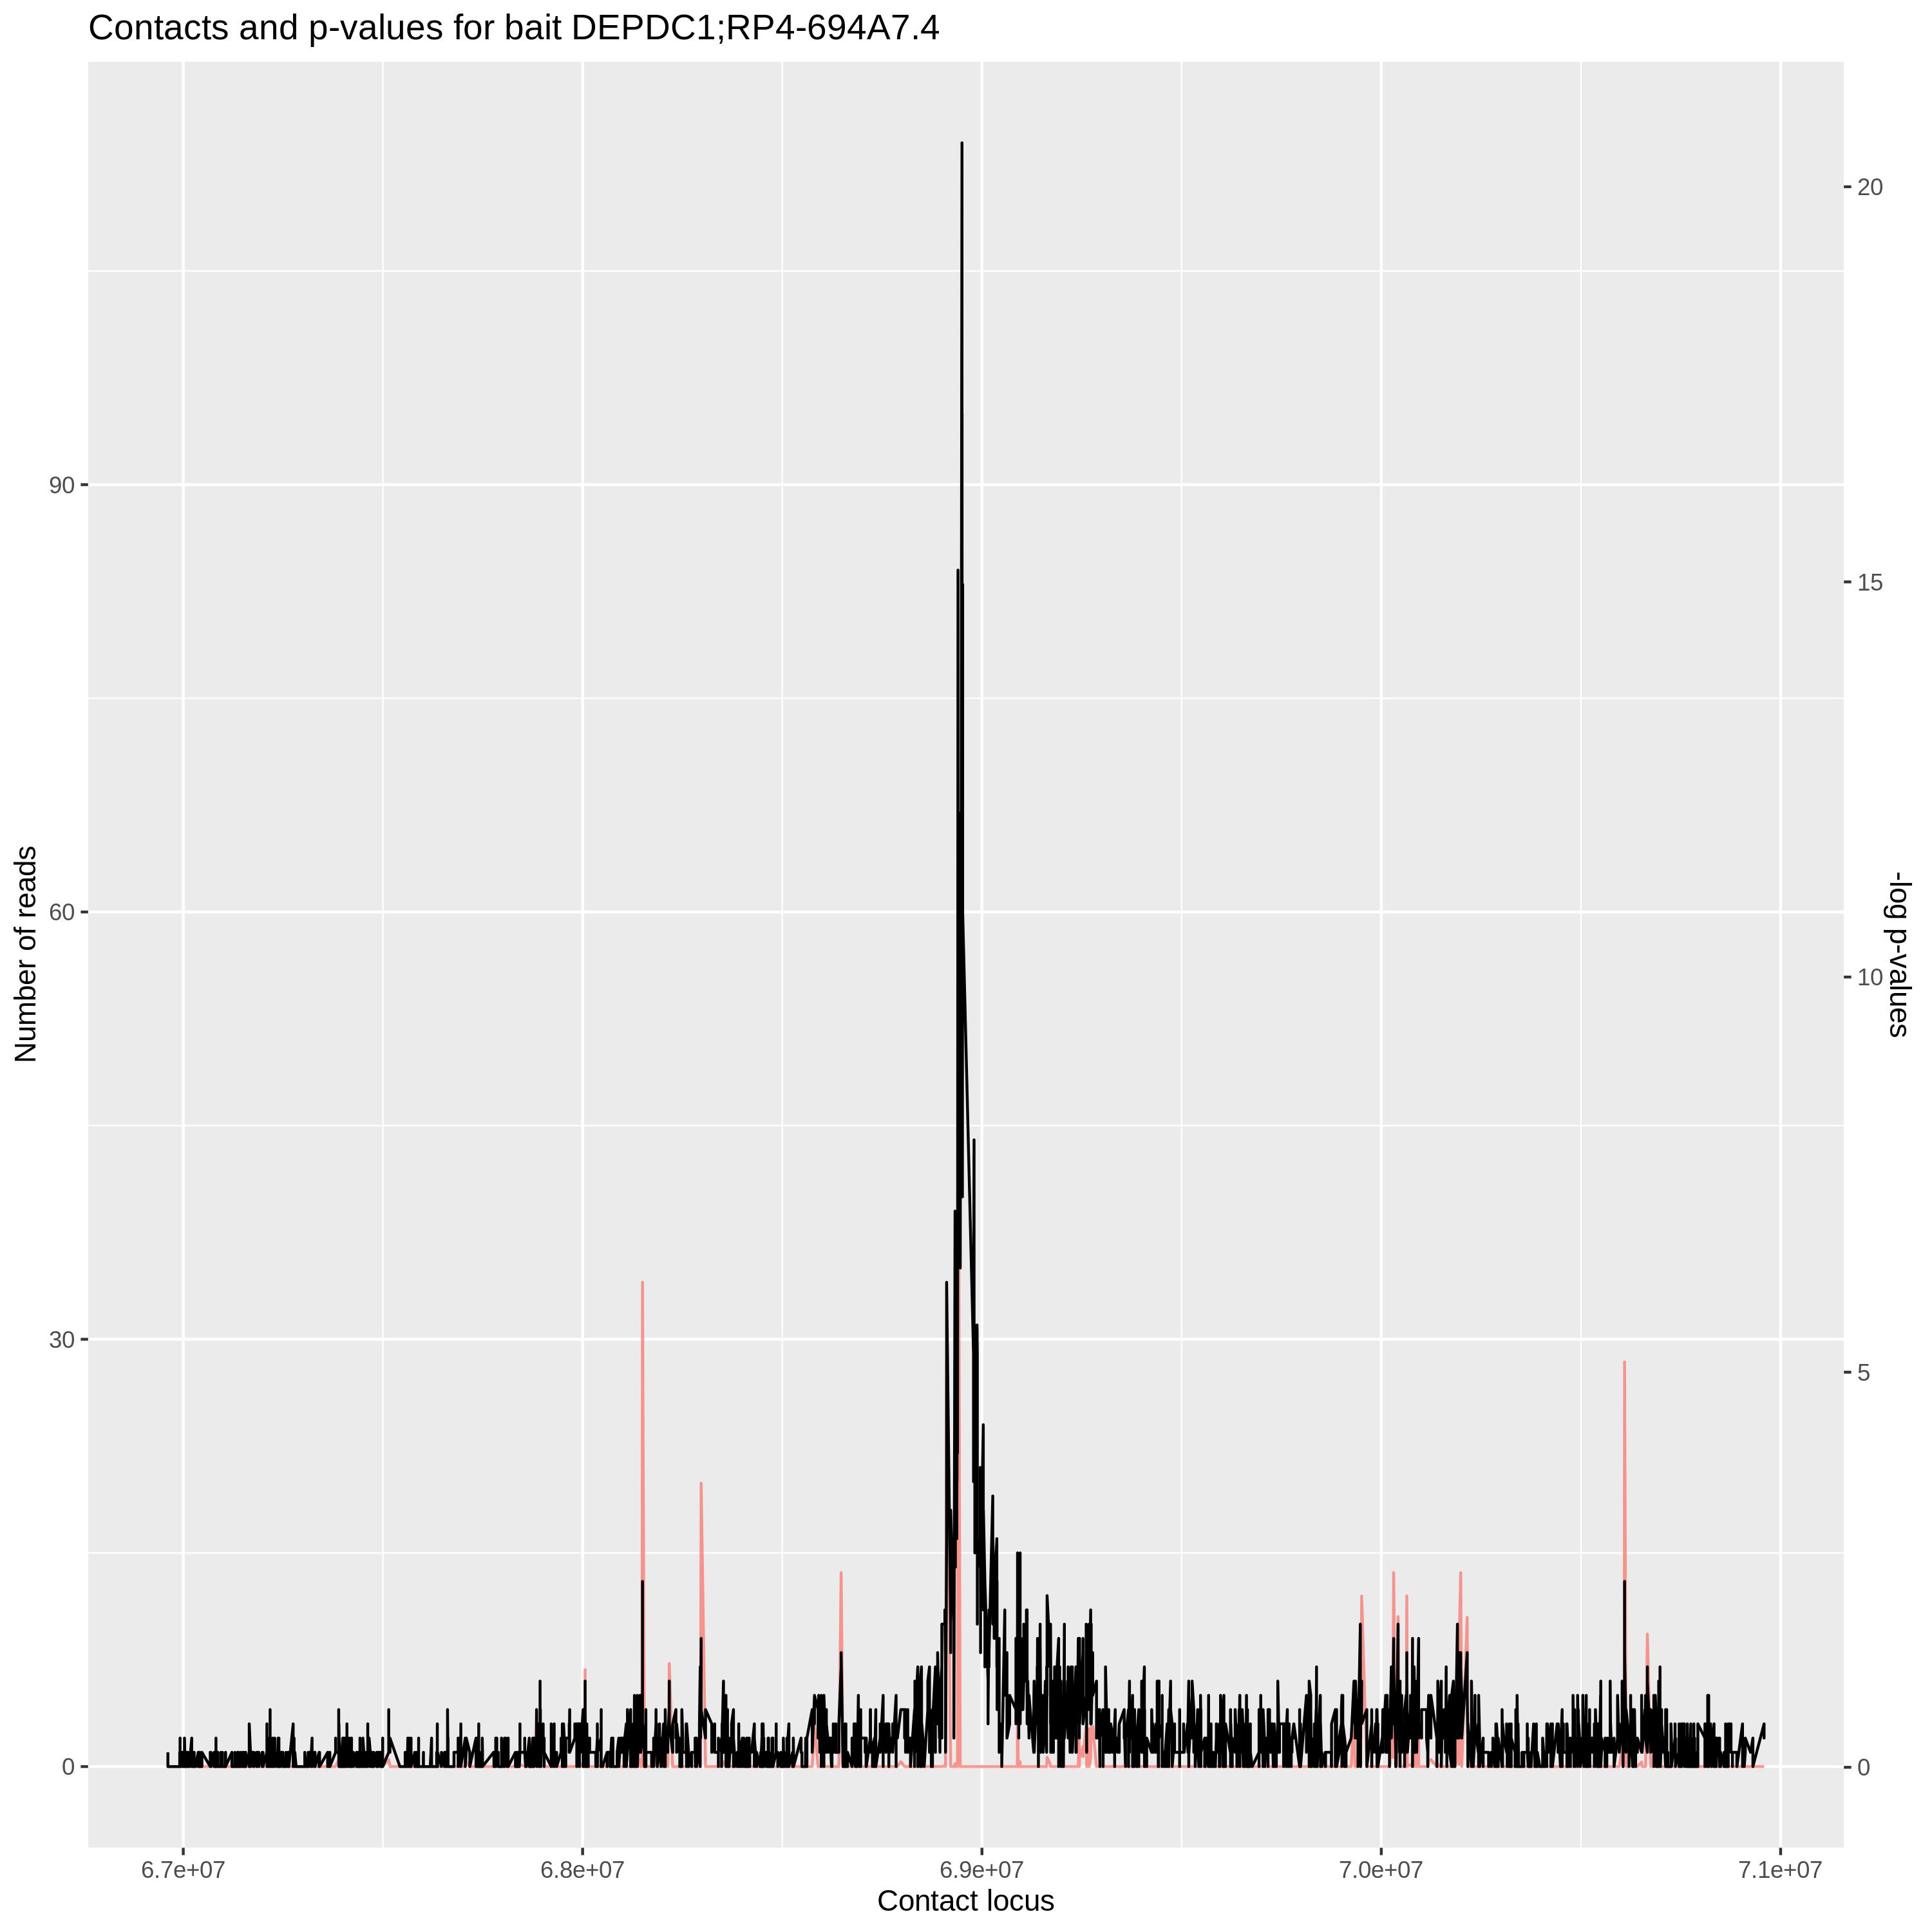 Contacts and p-values for bait DEPDC1;RP4-694A7.4
Number of reads
90
60
30
0
20
15
10
5
0
-log p-values
6.7e+07
6.8e+07
6.9e+07
7.0e+07
7.1e+07
Contact locus